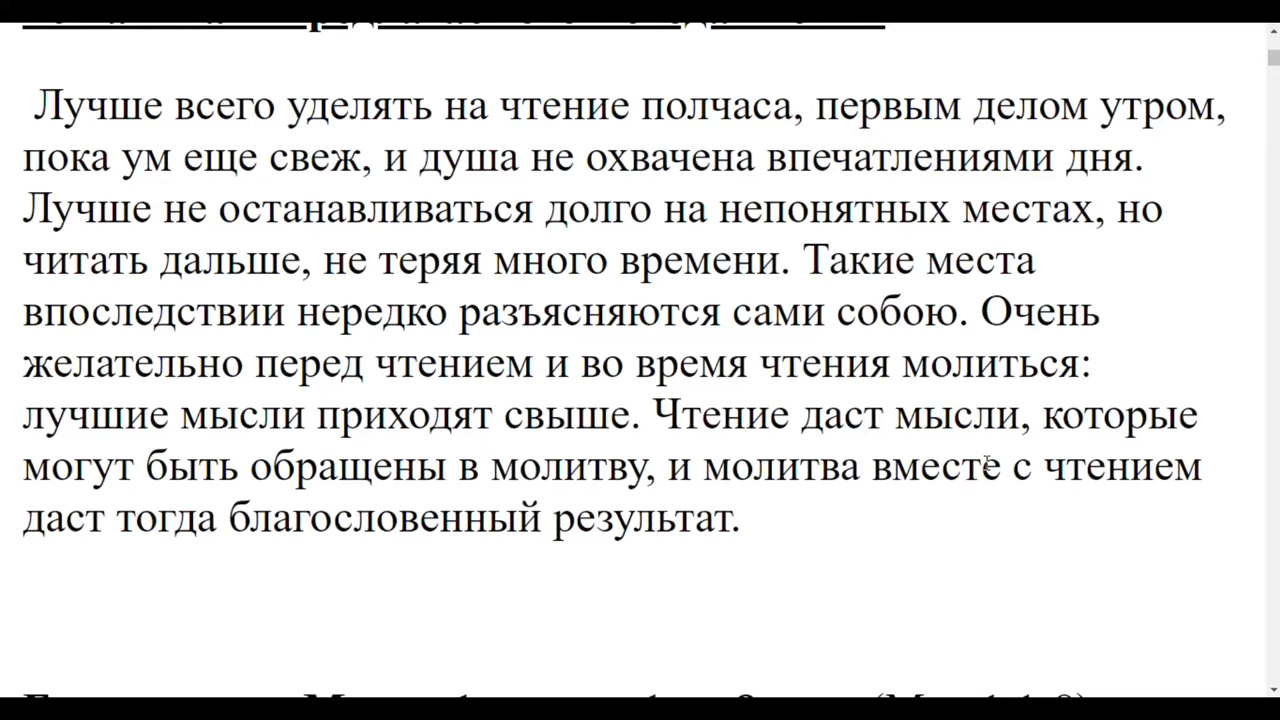 Лучше всего уделять на чтение полчаса, первым делом утром,
пока ум еще свеж, и душа не охвачена впечатлениями дня.
Лучше не останавливаться долго на непонятных местах, но
читать дальше, не теряя много времени. Такие места
впоследствии нередко разъясняются сами собою. Очень
желательно перед чтением и во время чтения молиться:
лучшие мысли приходят свыше. Чтение даст мысли, которые
могут быть обращены в молитву, и молитва вместе с чтением
даст тогда благословенный результат.